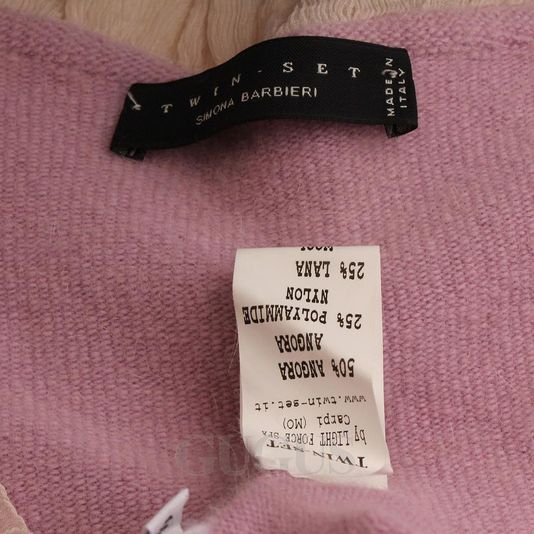 TWIN-SET
SIMONA BARBIERI
MADE IN
ITALY
TWIN-SET
by LIGHT FORCE SPA
Carpi (MO)
www.twin-set.it
50% ANGORA
ANGORA
25% POLYAMMIDE
NYLON
25% LANA
WOOL
GUGUS